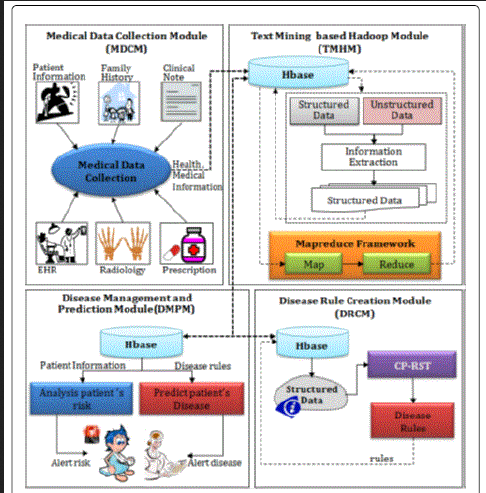 Medical Data Collection Module
(MDCM)
Patient
Information
Family
History
Clinical
Note
Medical Data
Collection
Health,
Medical
Information
EHR
Radiololgy
Prescription
Text Mining based Hadoop Module
(TMHM)
Hbase
Structured
Data
Unstructured
Data
Information
Extraction
Structured Data
Mapreduce Framework
Map
Reduce
Disease Management and
Prediction Module(DMPM)
Hbase
Patient Information
Disease rules
Analysis patient's
risk
Predict patient's
Disease
Alert risk
Alert disease
Disease Rule Creation Module
(DRCM)
Hbase
Structured
Data
CP-RST
Disease
Rules
rules